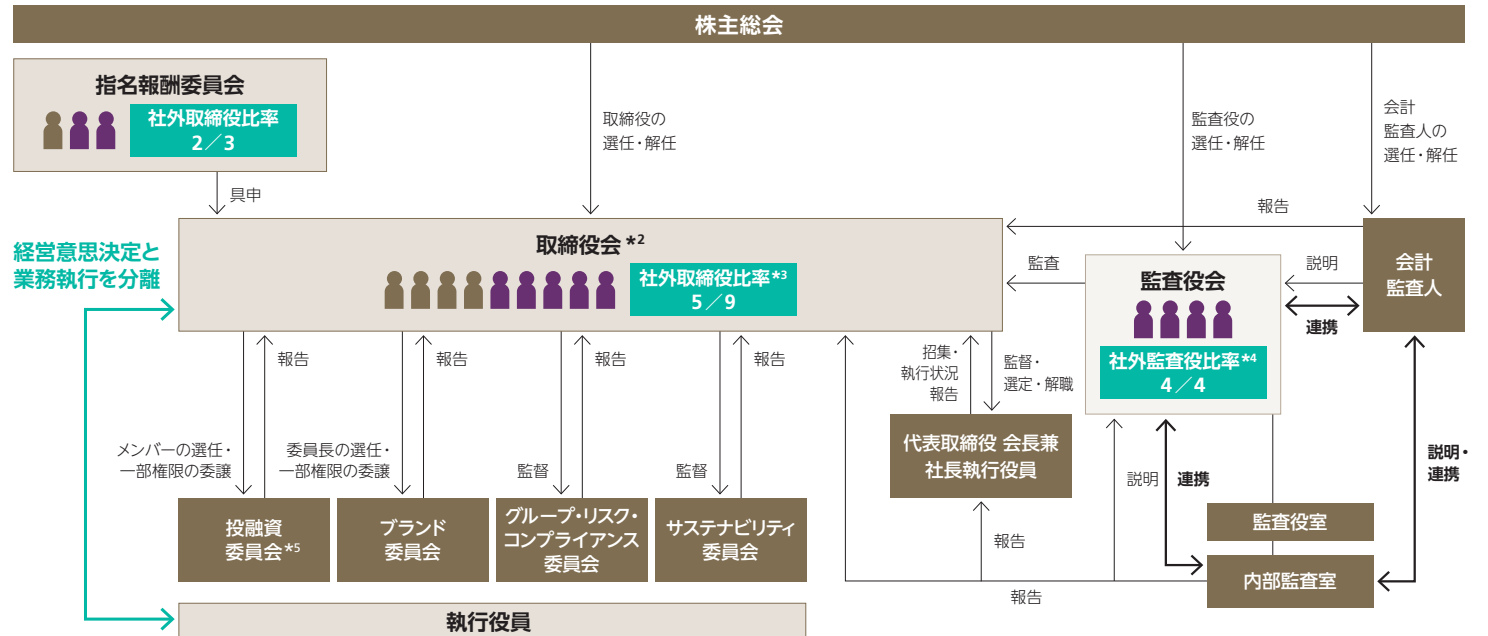 株主総会
指名報酬委員会
社外取締役比率
2／3
取締役の
選任・解任
監査役の
選任・解任
会計
監査人の
選任・解任
具申
報告
経営意思決定と
業務執行を分離
取締役会*2
社外取締役比率*3
5／9
監査
監査役会
社外監査役比率*4
4／4
説明
連携
会計
監査人
報告
報告
報告
報告
招集・
執行状況
報告
監督・
選定・解職
メンバーの選任・
一部権限の委譲
委員長の選任・
一部権限の委譲
監督
監督
代表取締役 会長兼
社長執行役員
説明
連携
説明・
連携
投融資
委員会*5
ブランド
委員会
グループ・リスク・
コンプライアンス
委員会
サステナビリティ
委員会
報告
監査役室
内部監査室
報告
執行役員